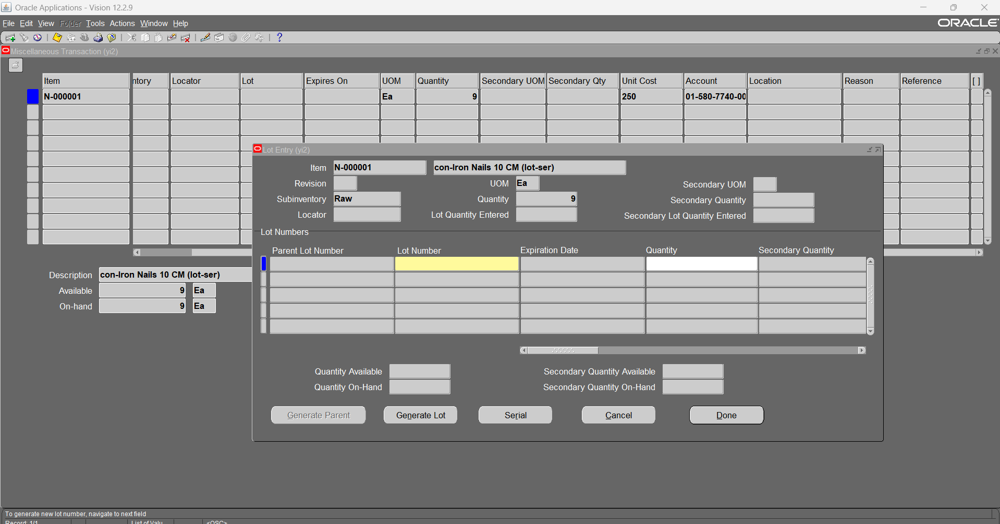 Oracle Applications - Vision 12.2.9
File Edit View Folder Tools Actions Window Help
ORACLE
Miscellaneous Transaction (yi2)
Item ntory Locator Lot Expires On UOM Quantity Secondary UOM Secondary Qty Unit Cost Account Location Reason Reference [ ]
N-000001 Ea 9 250 01-580-7740-00
Lot Entry (yi2)
Item N-000001 con-Iron Nails 10 CM (lot-ser)
Revision UOM Ea Secondary UOM
Subinventory Raw Quantity 9 Secondary Quantity
Locator Lot Quantity Entered Secondary Lot Quantity Entered
Lot Numbers
Parent Lot Number Lot Number Expiration Date Quantity Secondary Quantity
Description con-Iron Nails 10 CM (lot-ser)
Available 9 Ea
On-hand 9 Ea
Quantity Available Secondary Quantity Available
Quantity On-Hand Secondary Quantity On-Hand
Generate Parent Generate Lot Serial Cancel Done
To generate new lot number, navigate to next field
Record: 1/1 List of Valu <OSC>